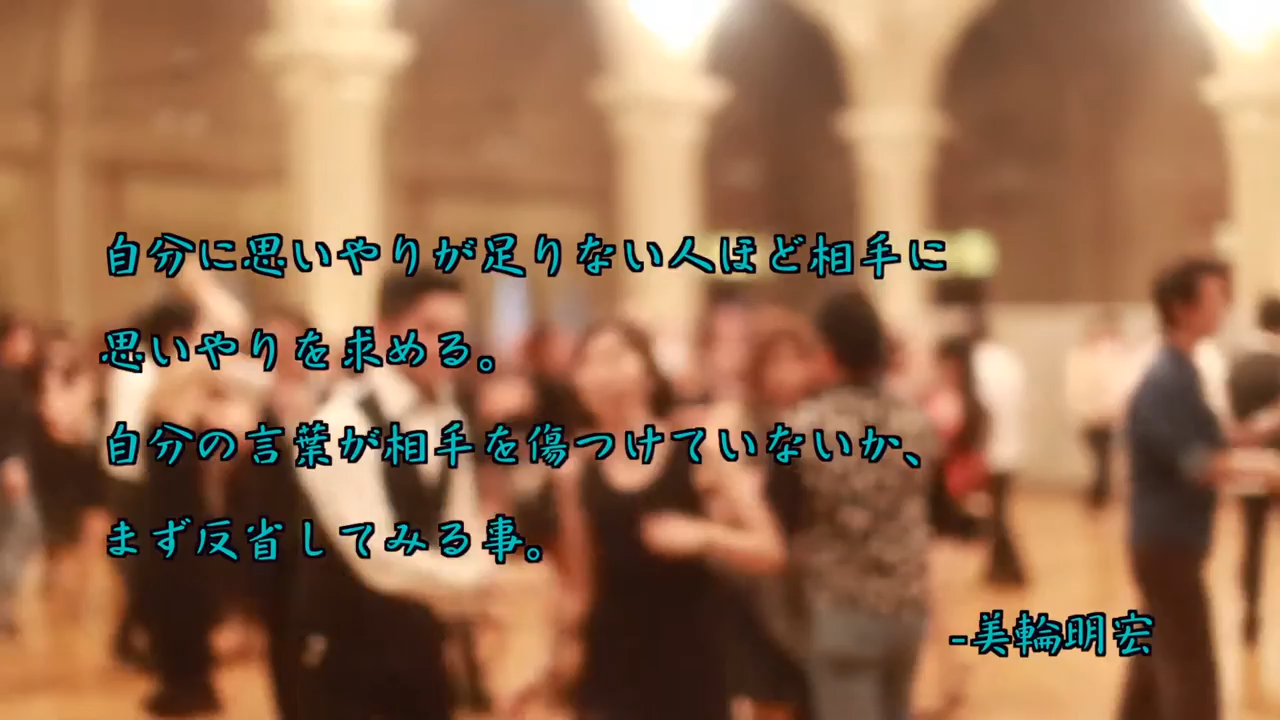 自分に思いやりが足りない人ほど相手に
思いやりを求める。
自分の言葉が相手を傷つけていないか、
まず反省してみる事。
-美輪明宏